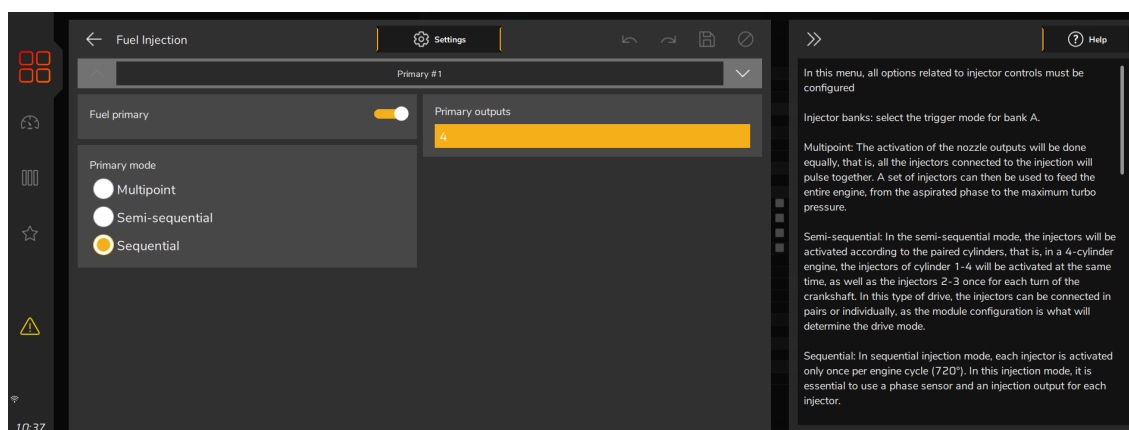 Fuel Injection
Settings
Primary #1
Fuel primary
Primary outputs
4
Primary mode
Multipoint
Semi-sequential
Sequential
10:37
Help
In this menu, all options related to injector controls must be
configured
Injector banks: select the trigger mode for bank A.
Multipoint: The activation of the nozzle outputs will be done
equally, that is, all the injectors connected to the injection will
pulse together. A set of injectors can then be used to feed the
entire engine, from the aspirated phase to the maximum turbo
pressure.
Semi-sequential: In the semi-sequential mode, the injectors will be
activated according to the paired cylinders, that is, in a 4-cylinder
engine, the injectors of cylinder 1-4 will be activated at the same
time, as well as the injectors 2-3 once for each turn of the
crankshaft. In this type of drive, the injectors can be connected in
pairs or individually, as the module configuration is what will
determine the drive mode.
Sequential: In sequential injection mode, each injector is activated
only once per engine cycle (720°). In this injection mode, it is
essential to use a phase sensor and an injection output for each
injector.